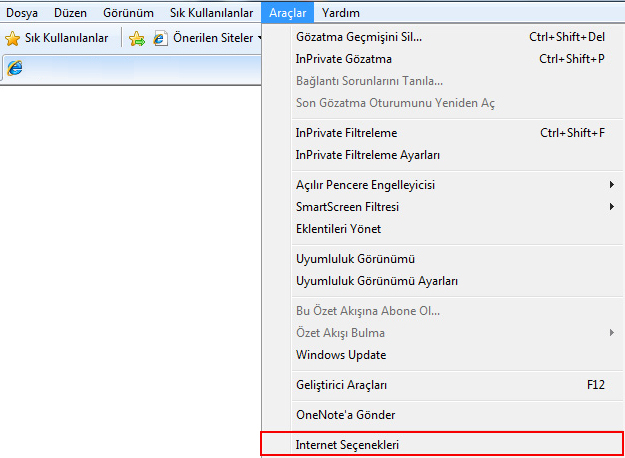 Dosya Düzen Görünüm Sık Kullanılanlar Araçlar Yardım
Sık Kullanılanlar Önerilen Siteler
Gözatma Geçmişini Sil... Ctrl+Shift+Del
InPrivate Gözatma Ctrl+Shift+P
Bağlantı Sorunlarını Tanıla...
Son Gözatma Oturumunu Yeniden Aç
InPrivate Filtreleme Ctrl+Shift+F
InPrivate Filtreleme Ayarları
Açılır Pencere Engelleyicisi
SmartScreen Filtresi
Eklentileri Yönet
Uyumluluk Görünümü
Uyumluluk Görünümü Ayarları
Bu Özet Akışına Abone Ol...
Özet Akışı Bulma
Windows Update
Geliştirici Araçları F12
OneNote'a Gönder
Internet Seçenekleri